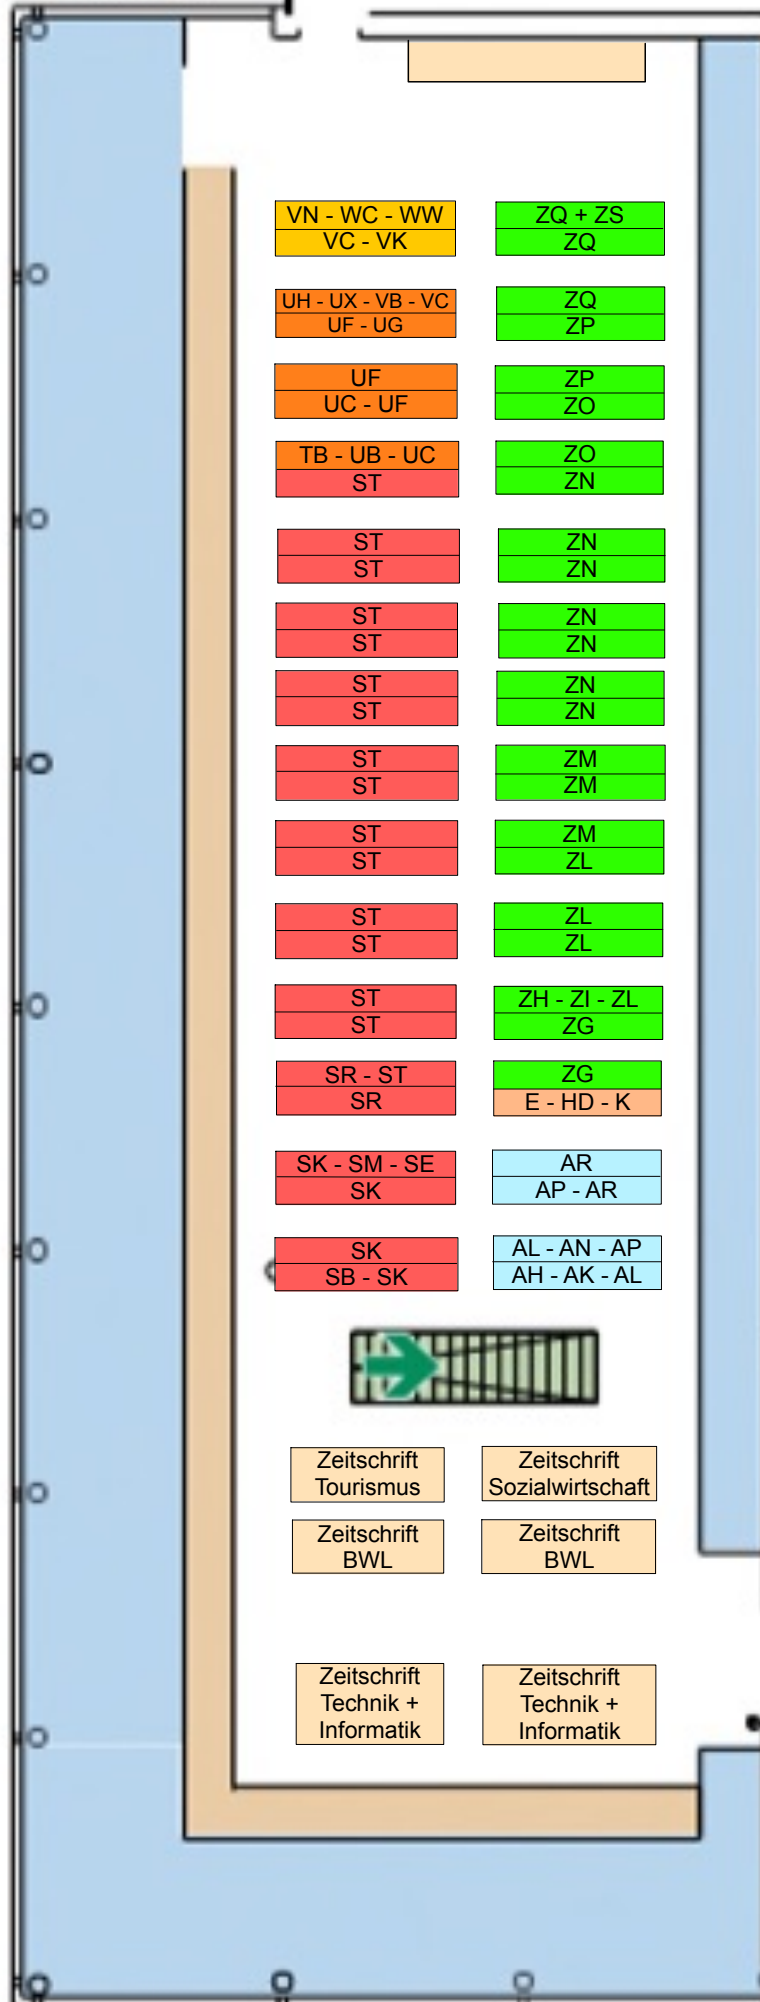 VN - WC - WW
VC - VK
ZQ + ZS
ZQ
UH - UX - VB - VC
UF - UG
ZQ
ZP
UF
UC - UF
ZP
ZO
TB - UB - UC
ST
ZO
ZN
ST
ST
ZN
ZN
ST
ST
ZN
ZN
ST
ST
ZN
ZN
ST
ST
ZM
ZM
ST
ST
ZM
ZL
ST
ST
ZL
ZL
ST
ST
ZH - ZI - ZL
ZG
SR - ST
SR
ZG
E - HD - K
SK - SM - SE
SK
AR
AP - AR
SK
SB - SK
AL - AN - AP
AH - AK - AL
Zeitschrift
Tourismus
Zeitschrift
Sozialwirtschaft
Zeitschrift
BWL
Zeitschrift
BWL
Zeitschrift
Technik +
Informatik
Zeitschrift
Technik +
Informatik